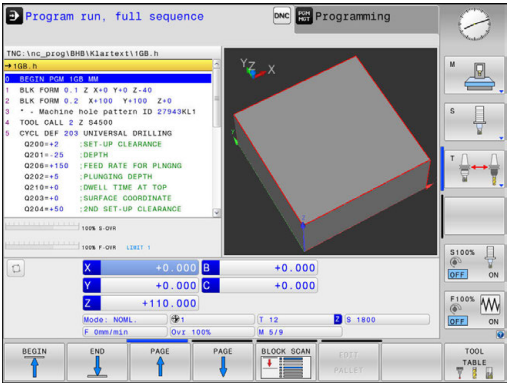 Program run, full sequence
DNC
PGM MGT
Programming
TNC:\nc_prog\BHB\Klartext\1GB.h
→1GB.h
0 BEGIN PGM 1GB MM
1 BLK FORM 0.1 Z X+0 Y+0 Z-40
2 BLK FORM 0.2 X+100 Y+100 Z+0
3 * - Machine hole pattern ID 27943KL1
4 TOOL CALL 2 Z S4500
5 CYCL DEF 203 UNIVERSAL DRILLING
Q200=+2 ;SET-UP CLEARANCE
Q201=-25 ;DEPTH
Q206=+150 ;FEED RATE FOR PLNGNG
Q202=+5 ;PLUNGING DEPTH
Q210=+0 ;DWELL TIME AT TOP
Q203=+0 ;SURFACE COORDINATE
Q204=+50 ;2ND SET-UP CLEARANCE
Y Z X
100% S-OVR
100% F-OVR LIMIT 1
X +0.000 B +0.000
Y +0.000 C +0.000
Z +110.000
Mode: NOML. 1 T 12 Z S 1800
F 0mm/min Ovr 100% M 5/9
M
S
T
S100%
OFF ON
F100%
OFF ON
BEGIN
END
PAGE
PAGE
BLOCK SCAN
EDIT
PALLET
TOOL
TABLE